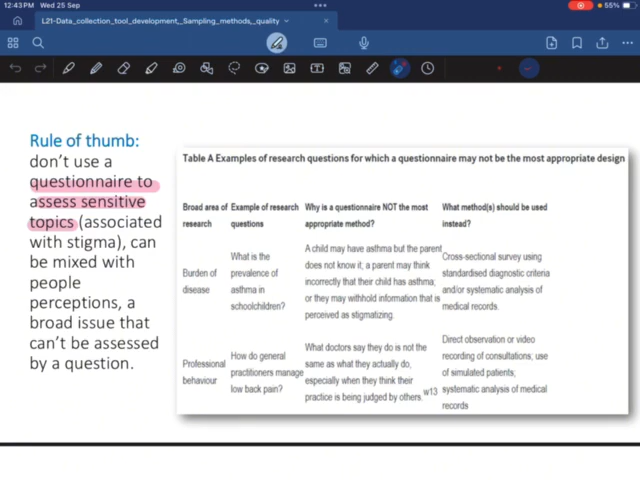 12:43 PM Wed 25 Sep
55%
L21-Data_collection_tool_development,_Sampling_methods,_quality
Rule of thumb:
don't use a
questionnaire to
assess sensitive
topics (associated
with stigma), can
be mixed with
people
perceptions, a
broad issue that
can't be assessed
by a question.
Table A Examples of research questions for which a questionnaire may not be the most appropriate design
Broad area of
research
Example of research
questions
Why is a questionnaire NOT the most
appropriate method?
What method(s) should be used
instead?
Burden of
disease
What is the
prevalence of
asthma in
schoolchildren?
A child may have asthma but the parent
does not know it; a parent may think
incorrectly that their child has asthma;
or they may withhold information that is
perceived as stigmatizing.
Cross-sectional survey using
standardised diagnostic criteria
and/or systematic analysis of
medical records.
Professional
behaviour
How do general
practitioners manage
low back pain?
What doctors say they do is not the
same as what they actually do,
especially when they think their
practice is being judged by others. w13
Direct observation or video
recording of consultations; use
of simulated patients;
systematic analysis of medical
records